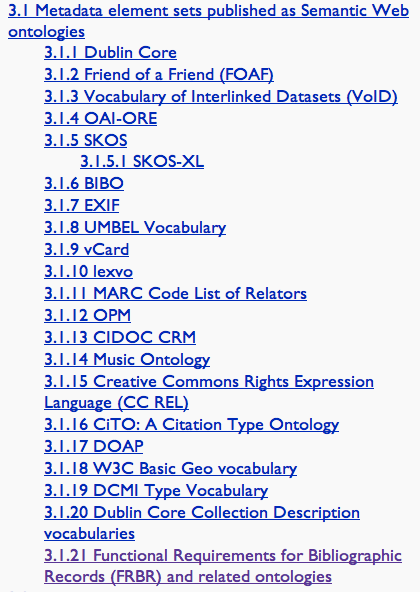 3.1 Metadata element sets published as Semantic Web
ontologies
3.1.1 Dublin Core
3.1.2 Friend of a Friend (FOAF)
3.1.3 Vocabulary of Interlinked Datasets (VoID)
3.1.4 OAI-ORE
3.1.5 SKOS
3.1.5.1 SKOS-XL
3.1.6 BIBO
3.1.7 EXIF
3.1.8 UMBEL Vocabulary
3.1.9 vCard
3.1.10 lexvo
3.1.11 MARC Code List of Relators
3.1.12 OPM
3.1.13 CIDOC CRM
3.1.14 Music Ontology
3.1.15 Creative Commons Rights Expression
Language (CC REL)
3.1.16 CiTO: A Citation Type Ontology
3.1.17 DOAP
3.1.18 W3C Basic Geo vocabulary
3.1.19 DCMI Type Vocabulary
3.1.20 Dublin Core Collection Description
vocabularies
3.1.21 Functional Requirements for Bibliographic
Records (FRBR) and related ontologies